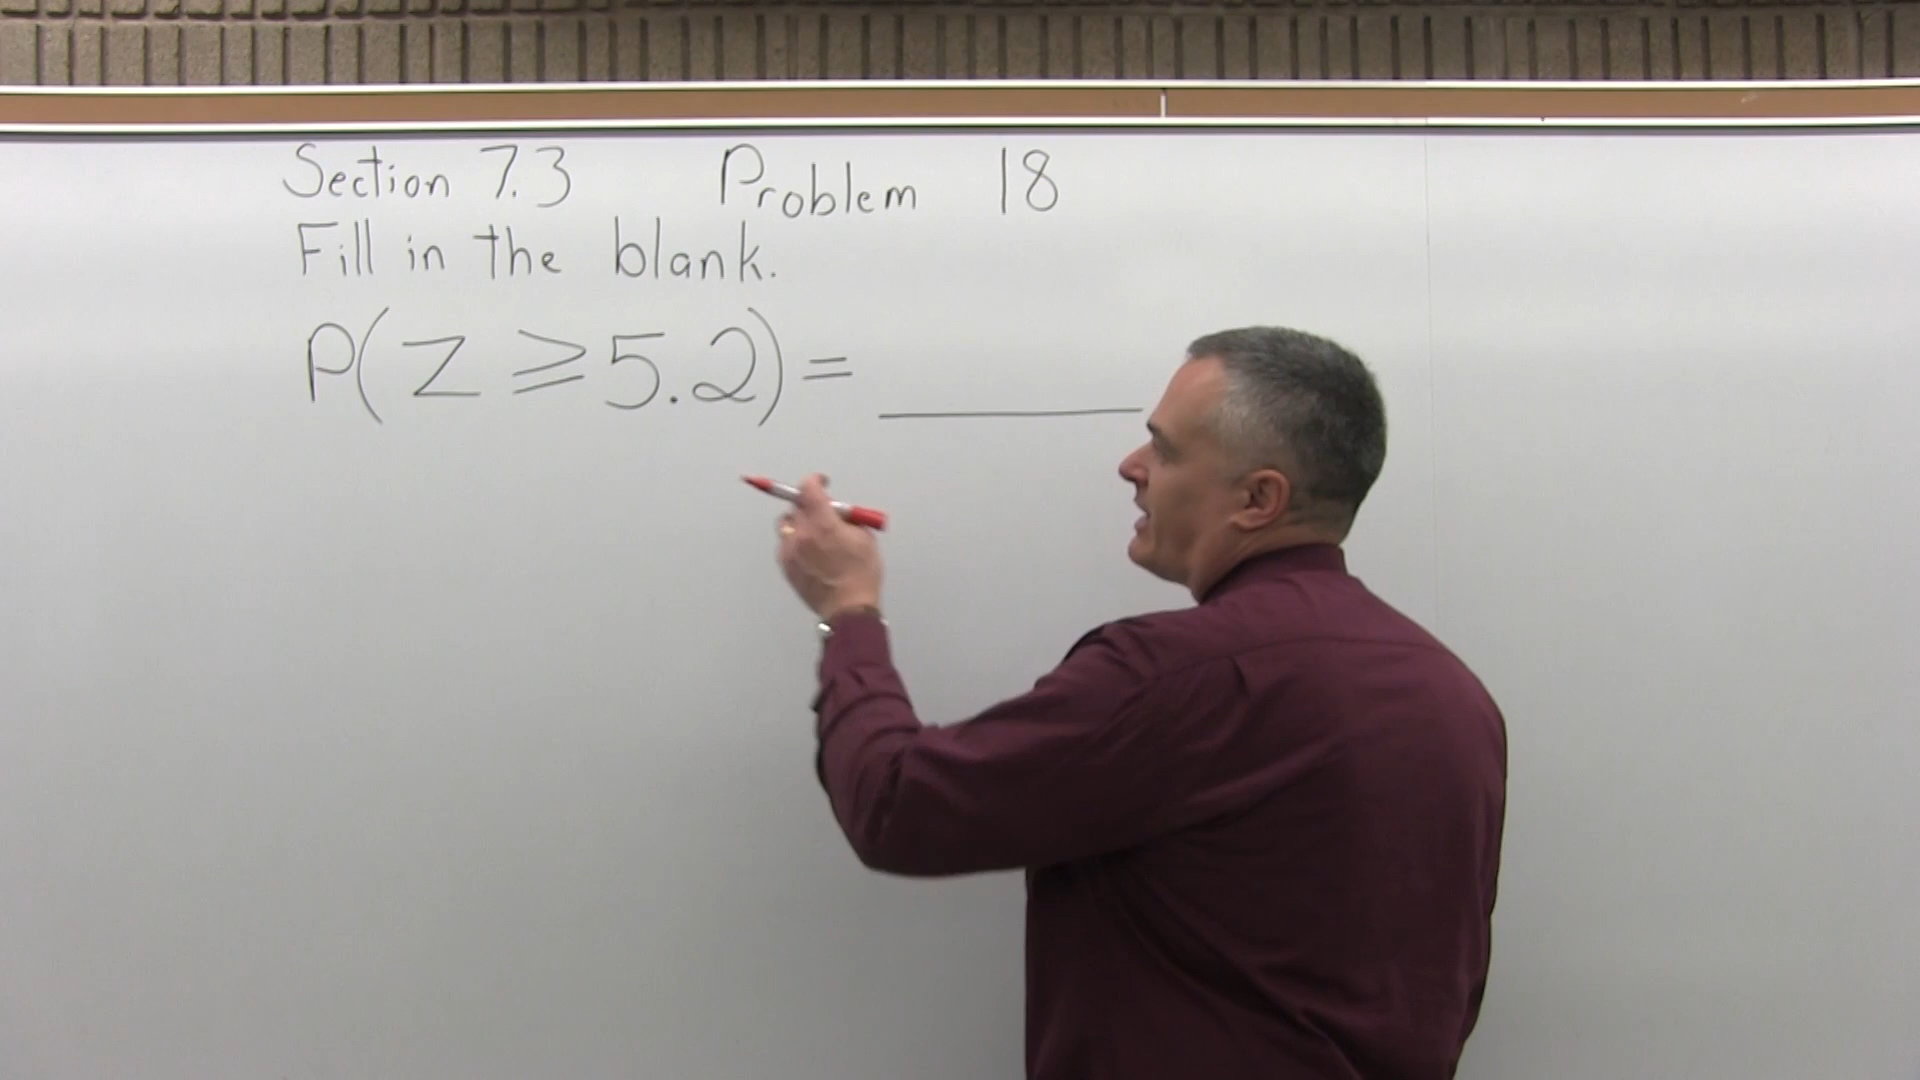 Section 7.3 Problem 18
Fill in the blank.
P(Z ≥ 5.2) = ______